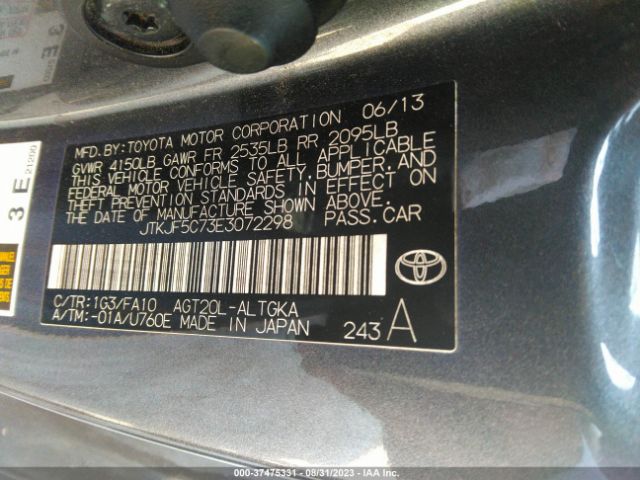 MFD.BY:TOYOTA MOTOR CORPORATION 06/13
GVWR 4150LB GAWR FR 2535LB RR 2095LB
THIS VEHICLE CONFORMS TO ALL APPLICABLE
FEDERAL MOTOR VEHICLE SAFETY, BUMPER, AND
THEFT PREVENTION STANDARDS IN EFFECT ON
THE DATE OF MANUFACTURE SHOWN ABOVE.
JTKJF5C73E3072298 PASS.CAR
C/TR:1G3/FA10 AGT20L-ALTGKA
A/TM:-01A/U760E MADE IN JAPAN
243 A
3 E 21200
© 37475331 - 08/31/2023 - IAA Inc.